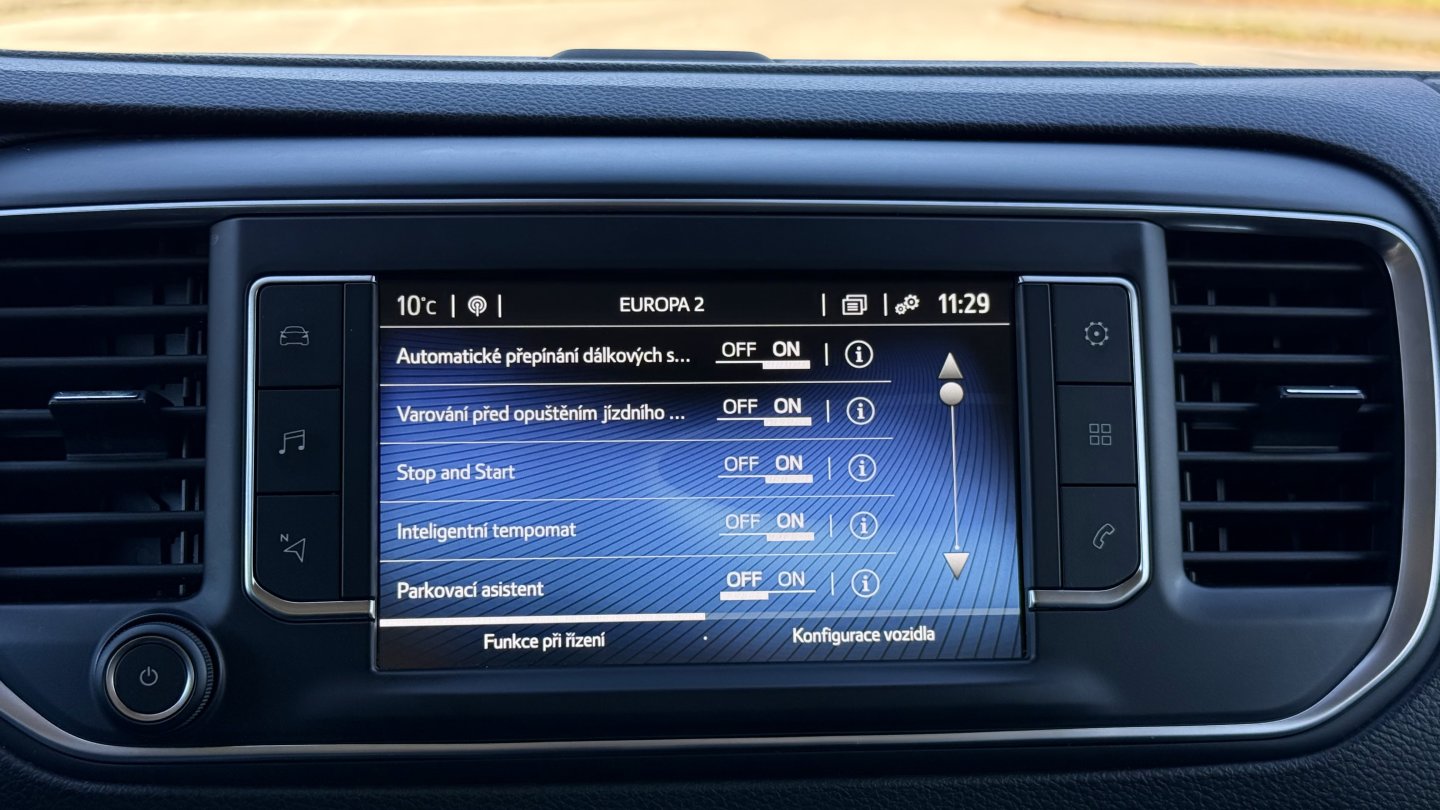 10°C | | EUROPA 2 | | 11:29
Automatické přepínání dálkových s... OFF ON | i
Varování před opuštěním jízdního ... OFF ON | i
Stop and Start OFF ON | i
Inteligentní tempomat OFF ON | i
Parkovací asistent OFF ON | i
Funkce při řízení • Konfigurace vozidla
N